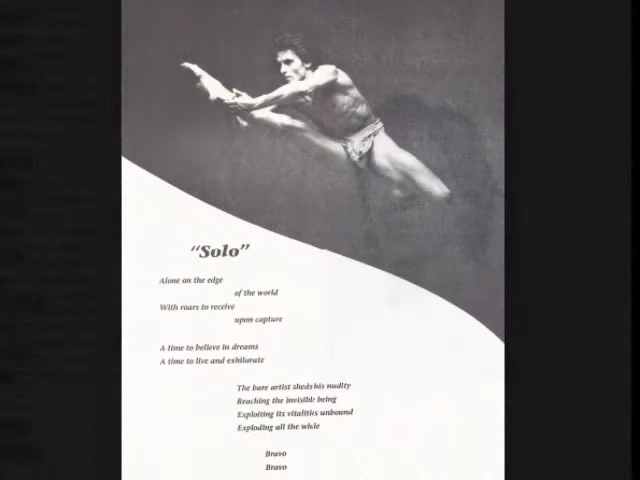 "Solo"
Alone on the edge
of the world
With roars to receive
upon capture
A time to believe in dreams
A time to live and exhilarate
The bare artist sheds his nudity
Reaching the invisible being
Exploiting its vitalities unbound
Exploding all the while
Bravo
Bravo